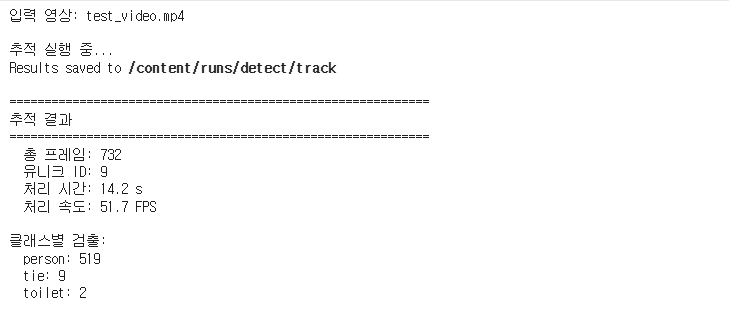 입력 영상: test_video.mp4
추적 실행 중...
Results saved to /content/runs/detect/track
============================================================
추적 결과
============================================================
총 프레임: 732
유니크 ID: 9
처리 시간: 14.2 s
처리 속도: 51.7 FPS
클래스별 검출:
person: 519
tie: 9
toilet: 2